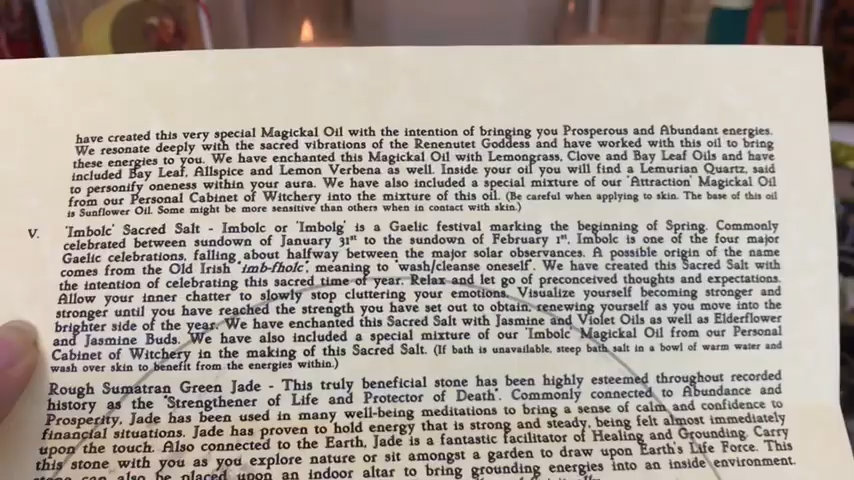 have created this very special Magickal Oil with the intention of bringing you Prosperous and Abundant energies.
We resonate deeply with the sacred vibrations of the Renenutet Goddess and have worked with this oil to bring
these energies to you. We have enchanted this Magickal Oil with Lemongrass, Clove and Bay Leaf Oils and have
included Bay Leaf, Allspice and Lemon Verbena as well. Inside your oil you will find a Lemurian Quartz, said
to personify oneness within your aura. We have also included a special mixture of our 'Attraction' Magickal Oil
from our Personal Cabinet of Witchery into the mixture of this oil. (Be careful when applying to skin. The base of this oil
is Sunflower Oil. Some might be more sensitive than others when in contact with skin.)
V. 'Imbolc' Sacred Salt - Imbolc or 'Imbolg' is a Gaelic festival marking the beginning of Spring. Commonly
celebrated between sundown of January 31st to the sundown of February 1st, Imbolc is one of the four major
Gaelic celebrations, falling about halfway between the major solar observances. A possible origin of the name
comes from the Old Irish 'imb-fholc', meaning to 'wash/cleanse oneself'. We have created this Sacred Salt with
the intention of celebrating this sacred time of year. Relax and let go of preconceived thoughts and expectations.
Allow your inner chatter to slowly stop cluttering your emotions. Visualize yourself becoming stronger and
stronger until you have reached the strength you have set out to obtain, renewing yourself as you move into the
brighter side of the year. We have enchanted this Sacred Salt with Jasmine and Violet Oils as well as Elderflower
and Jasmine Buds. We have also included a special mixture of our 'Imbolc' Magickal Oil from our Personal
Cabinet of Witchery in the making of this Sacred Salt. (If bath is unavailable, steep bath salt in a bowl of warm water and
wash over skin to benefit from the energies within.)
Rough Sumatran Green Jade - This truly beneficial stone has been highly esteemed throughout recorded
history as the 'Strengthener of Life and Protector of Death'. Commonly connected to Abundance and
Prosperity, Jade has been used in many well-being meditations to bring a sense of calm and confidence to
financial situations. Jade has proven to hold energy that is strong and steady, being felt almost immediately
upon the touch. Also connected to the Earth, Jade is a fantastic facilitator of Healing and Grounding. Carry
this stone with you as you explore nature or sit amongst a garden to draw upon Earth's Life Force. This
stone can also be placed upon an indoor altar to bring grounding energies into an inside environment.